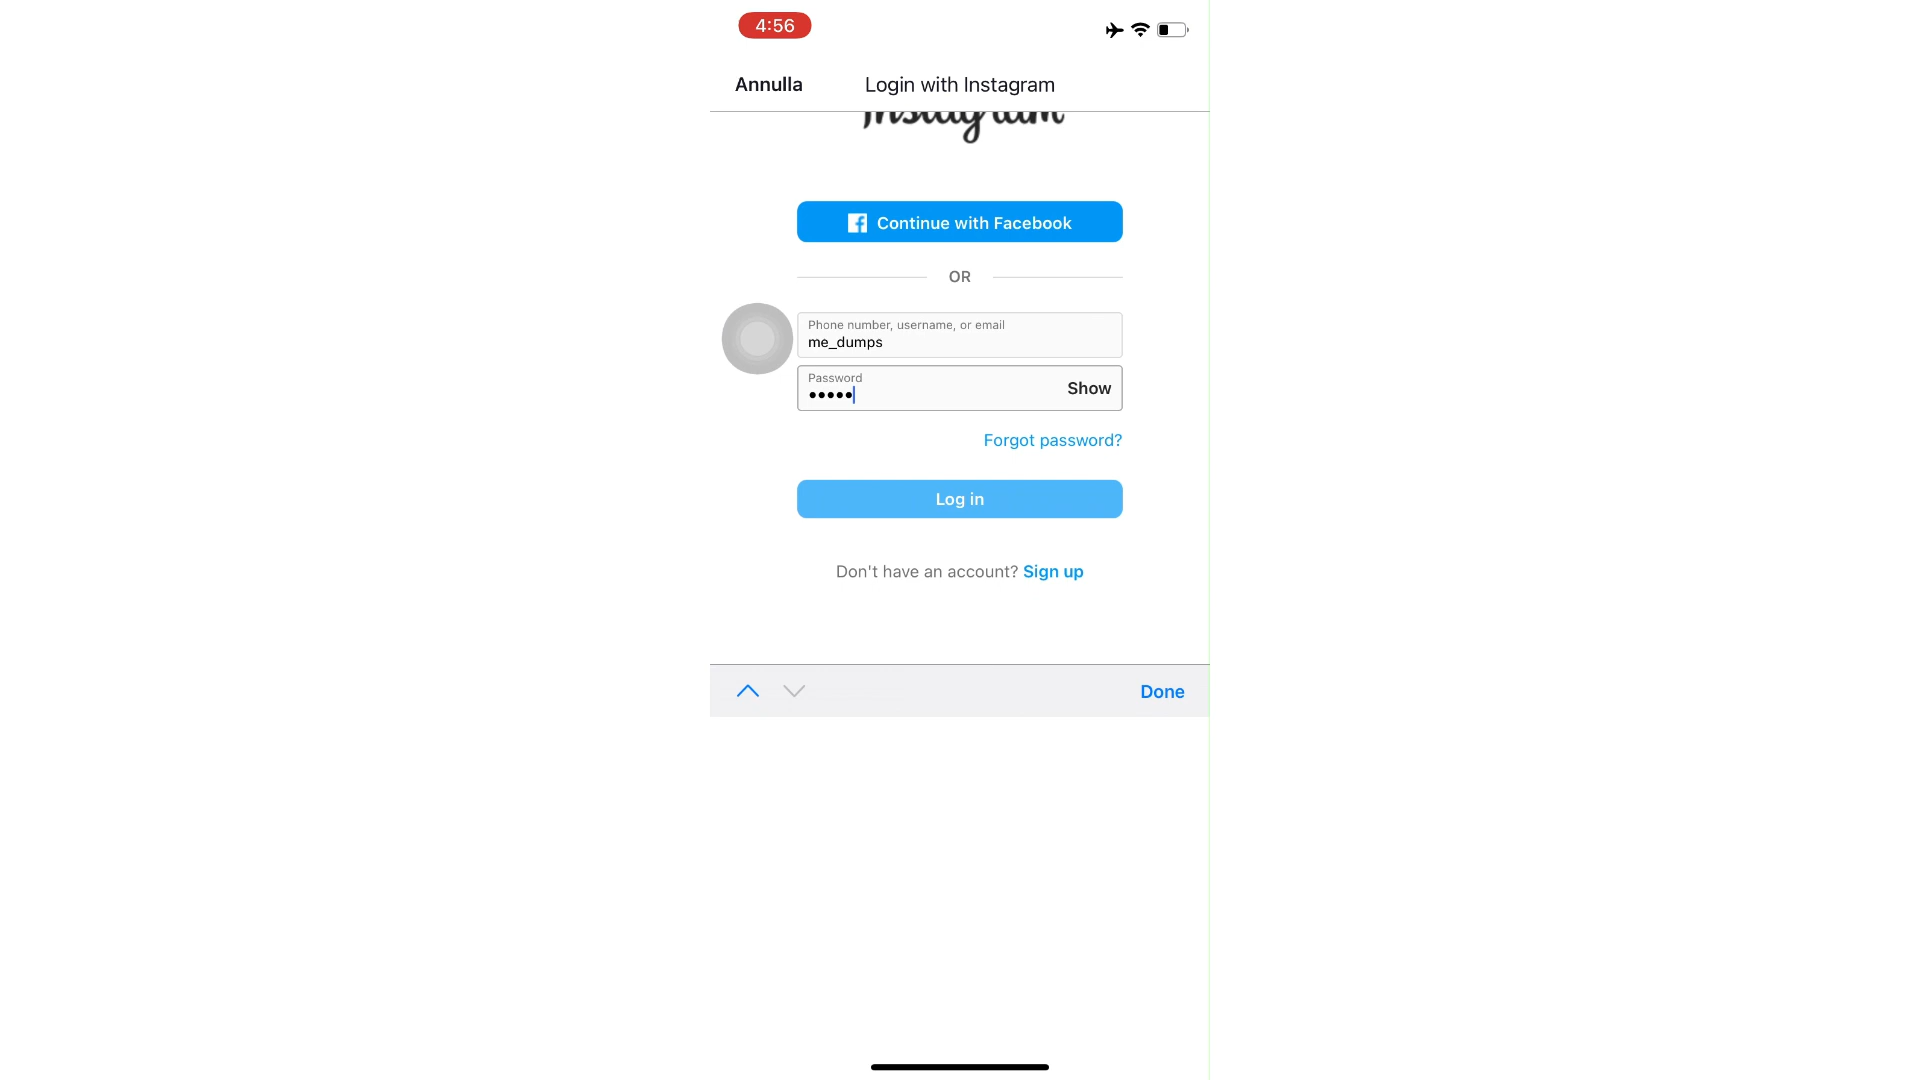 4:56
Annulla
Login with Instagram
Instagram
Continue with Facebook
OR
Phone number, username, or email
me_dumps
Password
•••••
Show
Forgot password?
Log in
Don't have an account? Sign up
Done